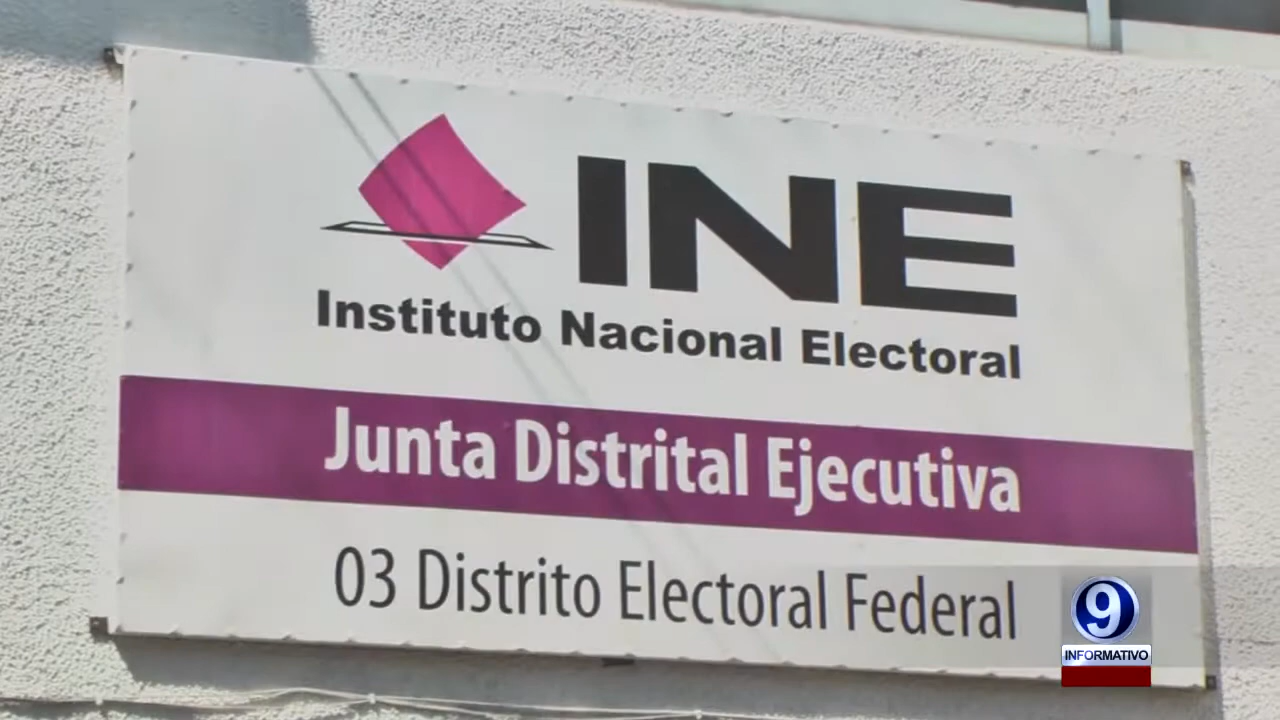 INE
Instituto Nacional Electoral
Junta Distrital Ejecutiva
03 Distrito Electoral Federal
9
INFORMATIVO